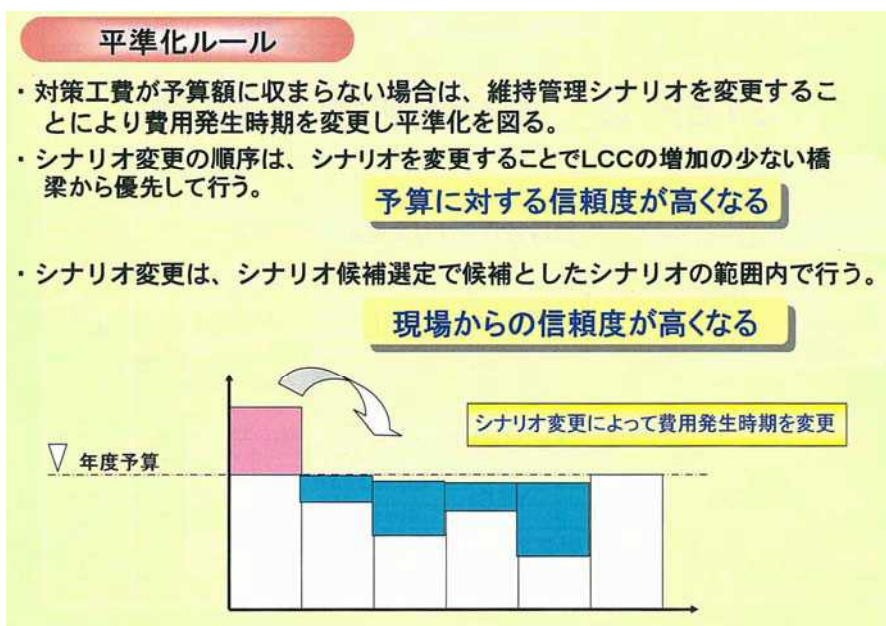 平準化ルール
・対策工費が予算額に収まらない場合は、維持管理シナリオを変更するこ
とにより費用発生時期を変更し平準化を図る。
・シナリオ変更の順序は、シナリオを変更することでLCCの増加の少ない橋
梁から優先して行う。
予算に対する信頼度が高くなる
・シナリオ変更は、シナリオ候補選定で候補としたシナリオの範囲内で行う。
現場からの信頼度が高くなる
シナリオ変更によって費用発生時期を変更
年度予算